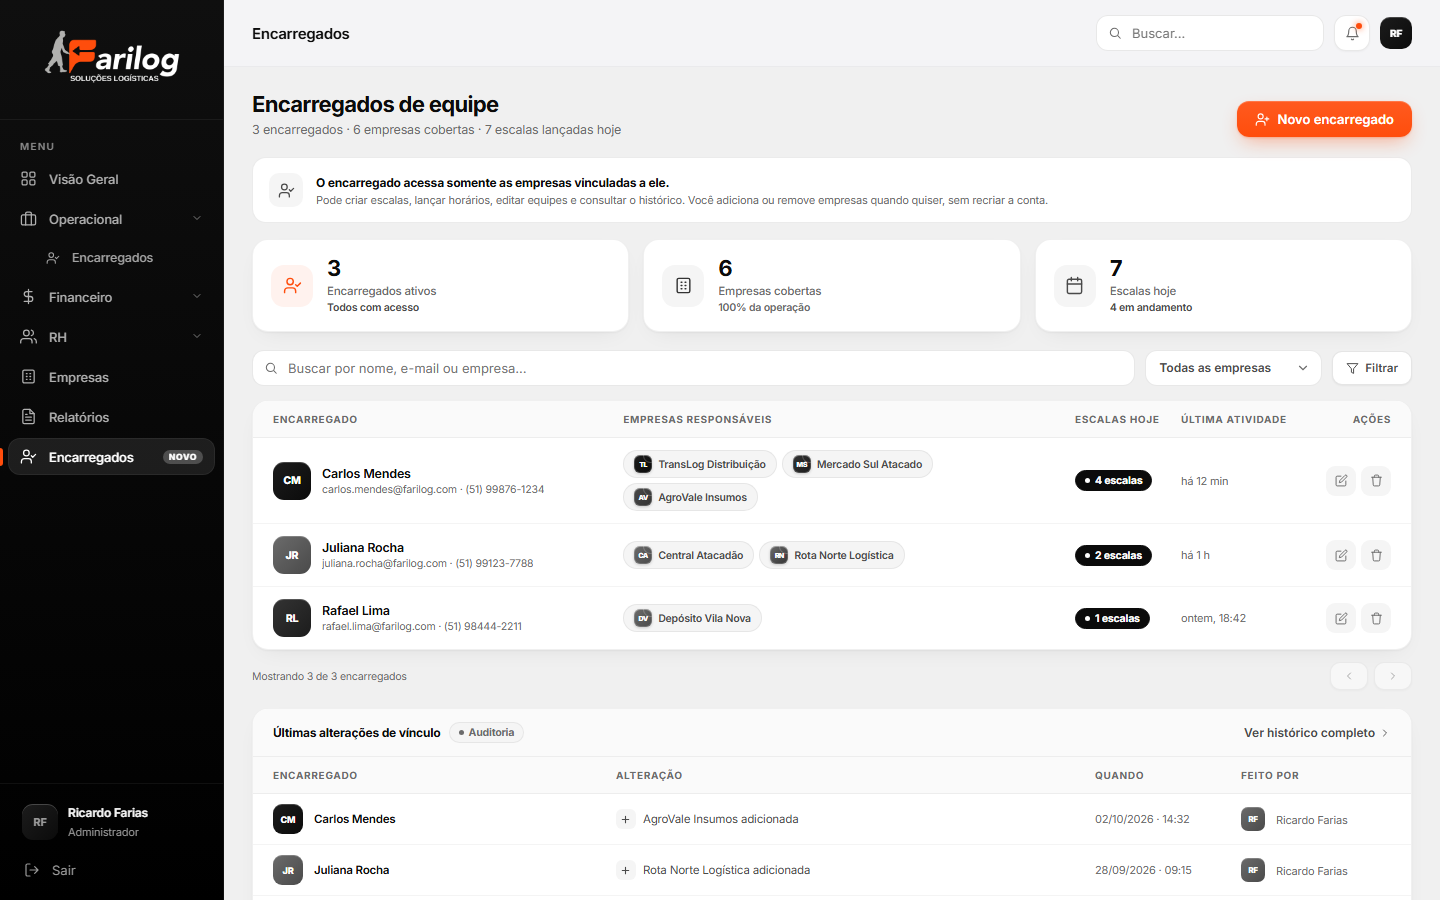 Farilog
SOLUÇÕES LOGÍSTICAS
MENU
Visão Geral
Operacional
Encarregados
Financeiro
RH
Empresas
Relatórios
Encarregados NOVO
RF Ricardo Farias
Administrador
Sair
Encarregados
Buscar...
RF
Encarregados de equipe
3 encarregados · 6 empresas cobertas · 7 escalas lançadas hoje
Novo encarregado
O encarregado acessa somente as empresas vinculadas a ele.
Pode criar escalas, lançar horários, editar equipes e consultar o histórico. Você adiciona ou remove empresas quando quiser, sem recriar a conta.
3
Encarregados ativos
Todos com acesso
6
Empresas cobertas
100% da operação
7
Escalas hoje
4 em andamento
Buscar por nome, e-mail ou empresa...
Todas as empresas
Filtrar
ENCARREGADO EMPRESAS RESPONSÁVEIS ESCALAS HOJE ÚLTIMA ATIVIDADE AÇÕES
CM Carlos Mendes
carlos.mendes@farilog.com · (51) 99876-1234
TL TransLog Distribuição MS Mercado Sul Atacado
AV AgroVale Insumos
4 escalas
há 12 min
JR Juliana Rocha
juliana.rocha@farilog.com · (51) 99123-7788
CA Central Atacadão RN Rota Norte Logística
2 escalas
há 1 h
RL Rafael Lima
rafael.lima@farilog.com · (51) 98444-2211
DV Depósito Vila Nova
1 escalas
ontem, 18:42
Mostrando 3 de 3 encarregados
Últimas alterações de vínculo Auditoria
Ver histórico completo
ENCARREGADO ALTERAÇÃO QUANDO FEITO POR
CM Carlos Mendes + AgroVale Insumos adicionada 02/10/2026 · 14:32 RF Ricardo Farias
JR Juliana Rocha + Rota Norte Logística adicionada 28/09/2026 · 09:15 RF Ricardo Farias